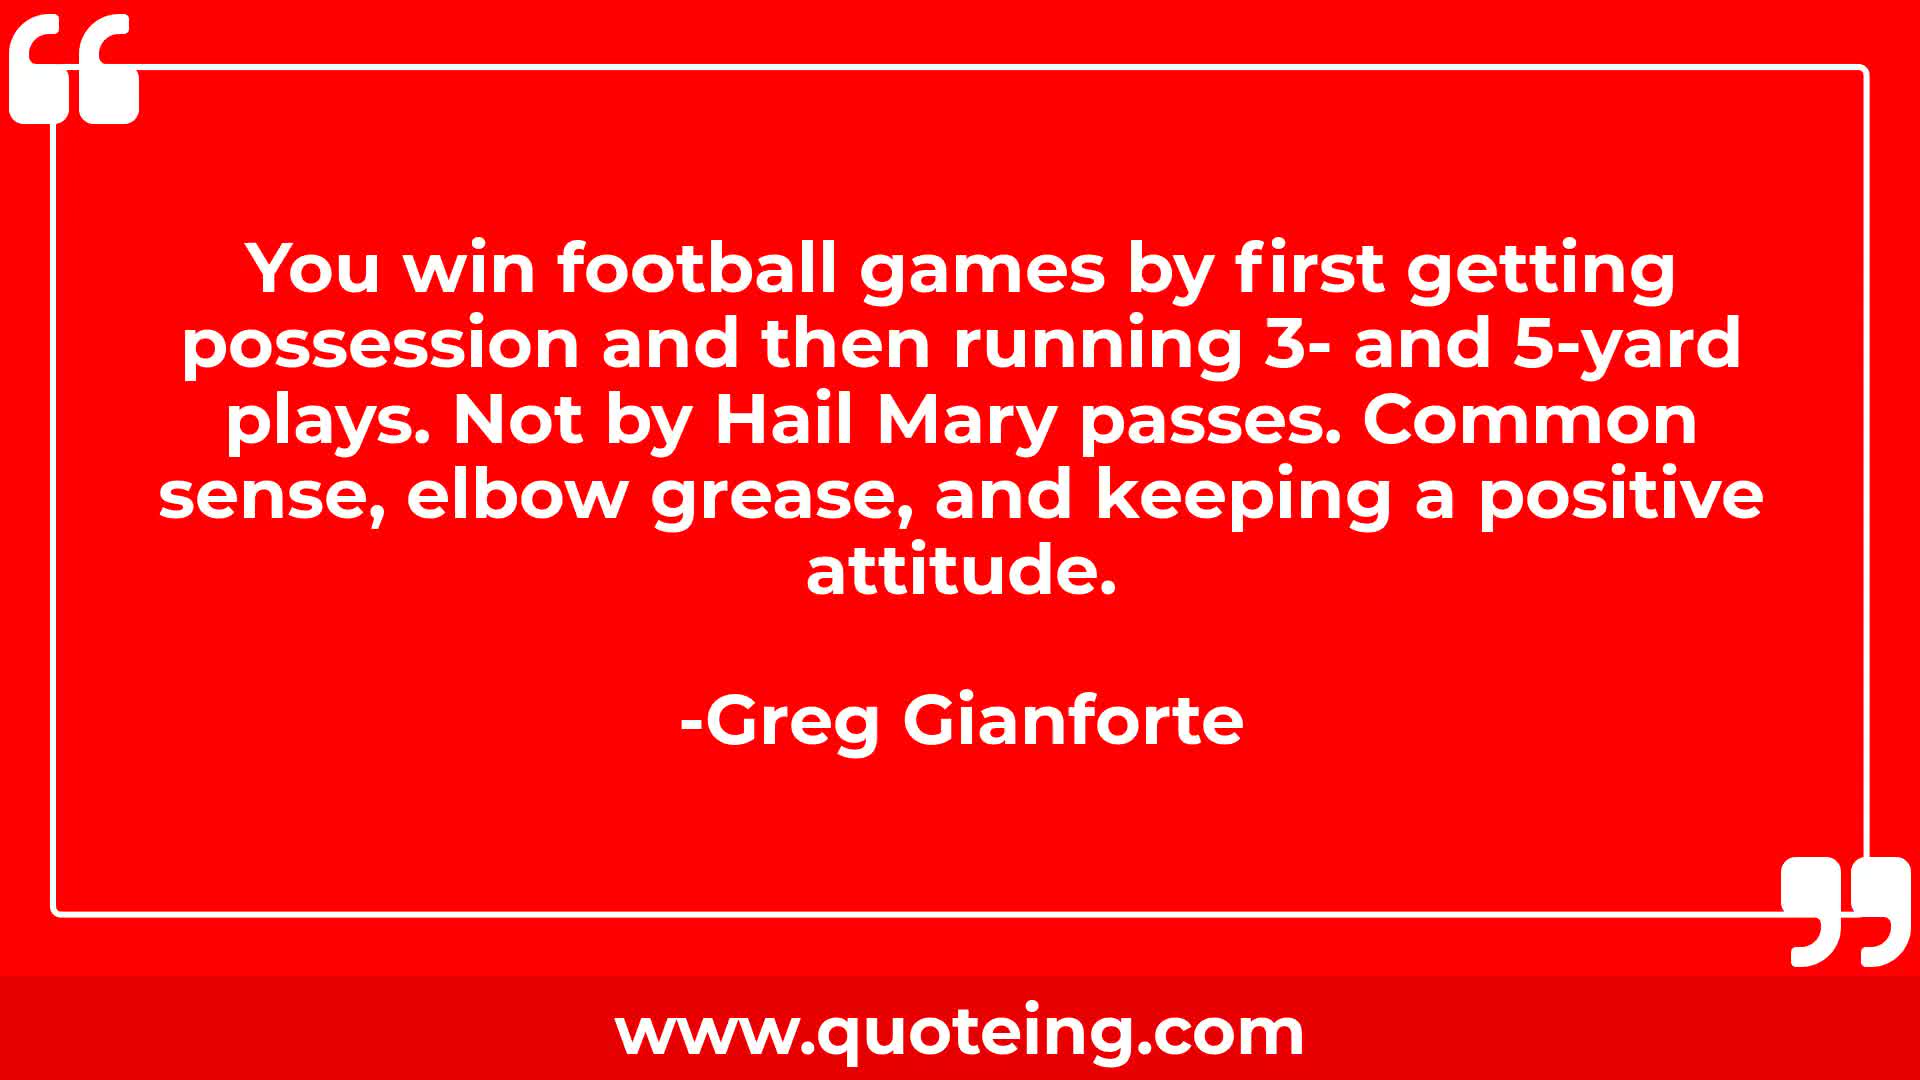 You win football games by first getting
possession and then running 3- and 5-yard
plays. Not by Hail Mary passes. Common
sense, elbow grease, and keeping a positive
attitude.
-Greg Gianforte
www.quoteing.com